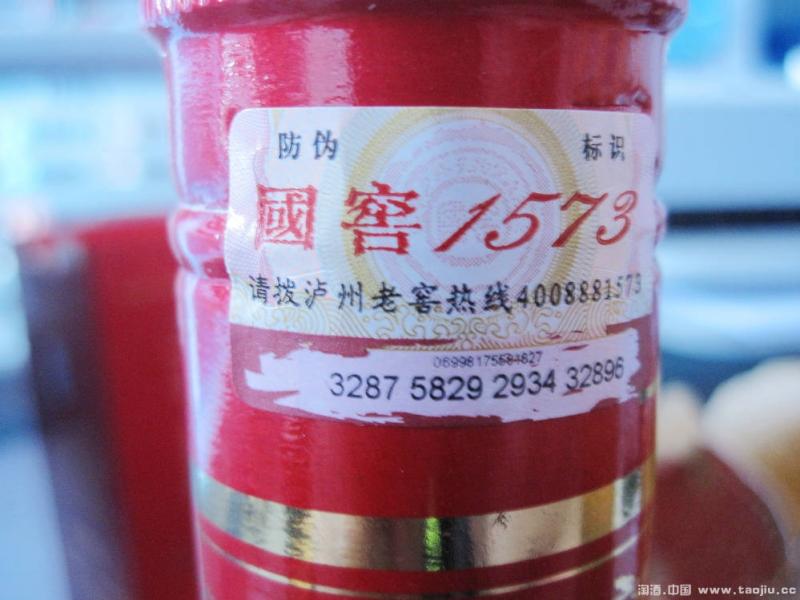 防伪 标识
國窖1573
请拨泸州老窖热线4008881573
06998175584627
3287 5829 2934 32896
淘酒.中国 www.taojiu.cc